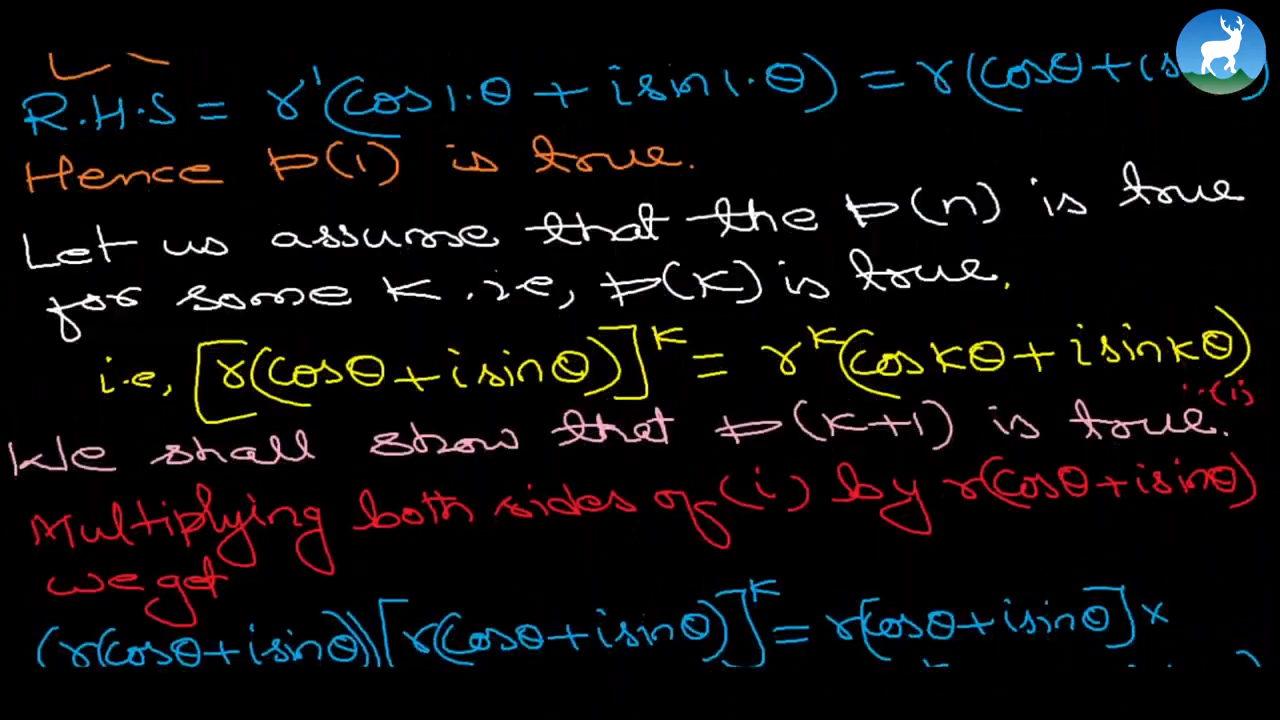 R.H.S = r¹(cos1.θ + isin1.θ) = r(cosθ + is
Hence P(1) is true.
Let us assume that the P(n) is true
for some K. ie, P(K) is true.
i.e, [r(cosθ + isinθ)]^K = r^K(cosKθ + isinKθ)
...(i)
We shall show that P(K+1) is true.
Multiplying both sides of (i) by r(cosθ + isinθ)
we get
(r(cosθ + isinθ))[r(cosθ + isinθ)]^K = r[cosθ + isinθ] ×